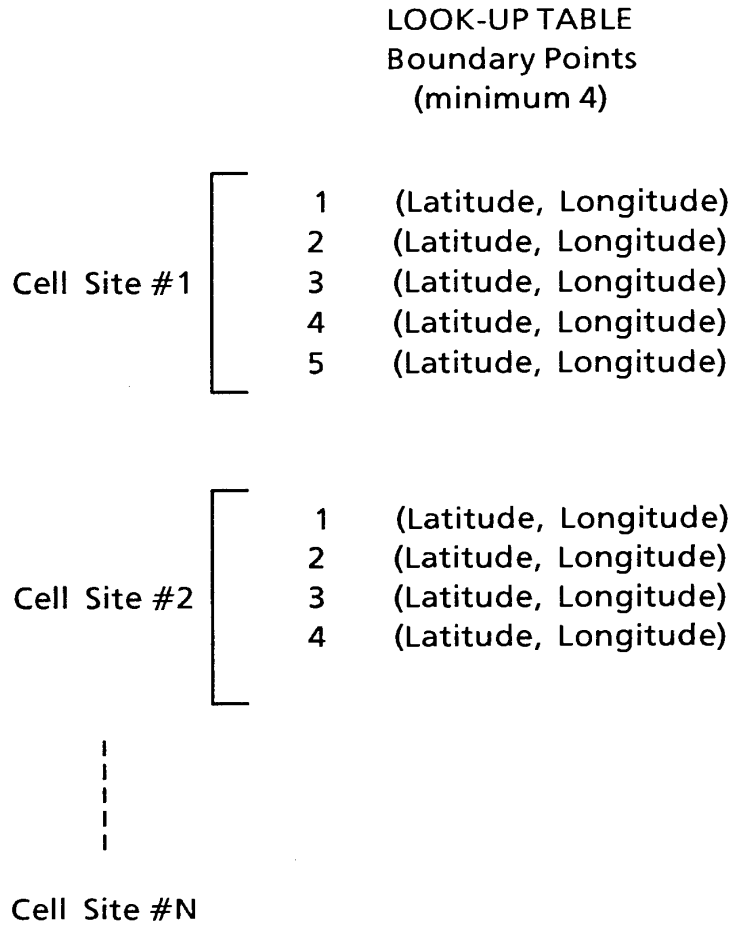 LOOK-UP TABLE
Boundary Points
(minimum 4)
1 (Latitude, Longitude)
2 (Latitude, Longitude)
Cell Site #1 3 (Latitude, Longitude)
4 (Latitude, Longitude)
5 (Latitude, Longitude)
1 (Latitude, Longitude)
2 (Latitude, Longitude)
Cell Site #2 3 (Latitude, Longitude)
4 (Latitude, Longitude)
Cell Site #N